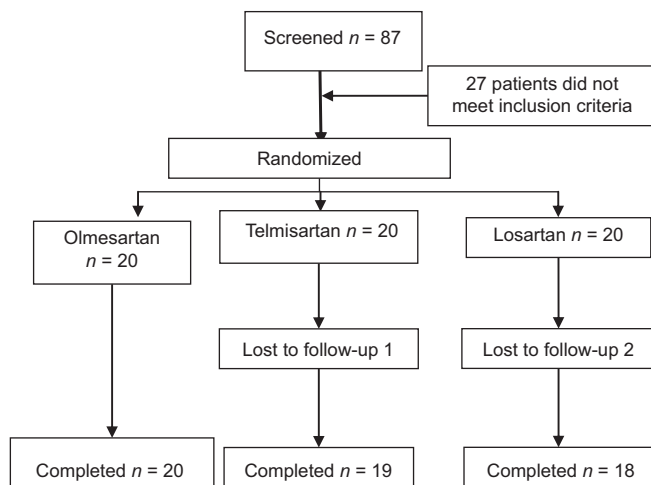 Screened n = 87
27 patients did not
meet inclusion criteria
Randomized
Olmesartan
n = 20
Telmisartan n = 20
Losartan n = 20
Lost to follow-up 1
Lost to follow-up 2
Completed n = 20
Completed n = 19
Completed n = 18